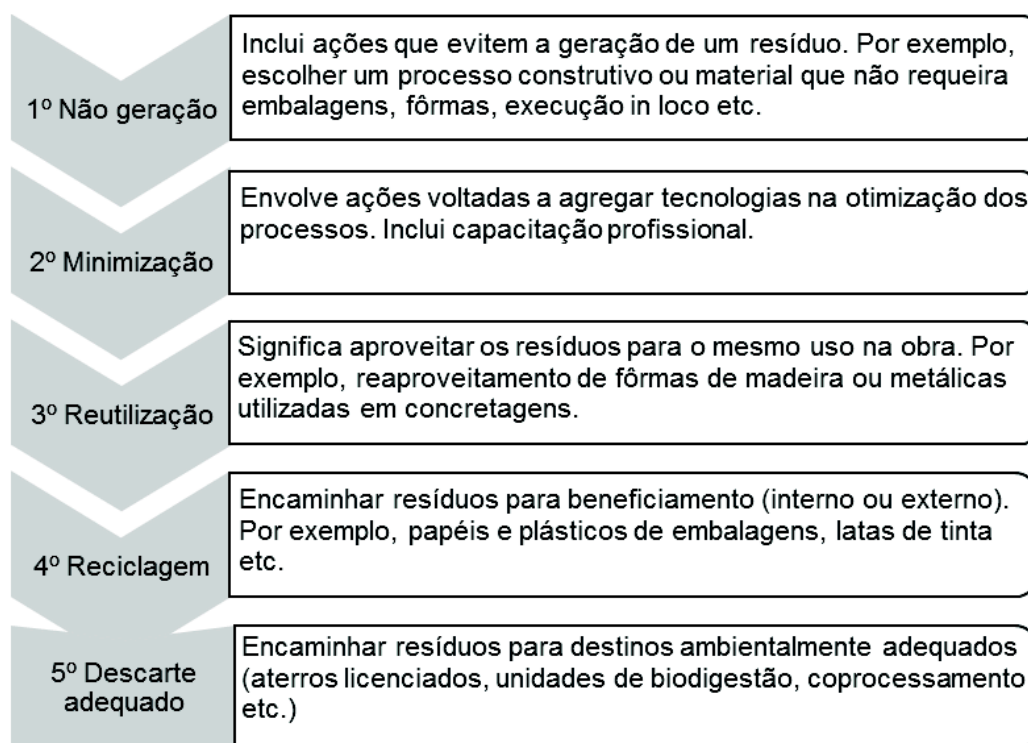 1º Não geração
Inclui ações que evitem a geração de um resíduo. Por exemplo,
escolher um processo construtivo ou material que não requeira
embalagens, fôrmas, execução in loco etc.
2º Minimização
Envolve ações voltadas a agregar tecnologias na otimização dos
processos. Inclui capacitação profissional.
3º Reutilização
Significa aproveitar os resíduos para o mesmo uso na obra. Por
exemplo, reaproveitamento de fôrmas de madeira ou metálicas
utilizadas em concretagens.
4º Reciclagem
Encaminhar resíduos para beneficiamento (interno ou externo).
Por exemplo, papéis e plásticos de embalagens, latas de tinta
etc.
5º Descarte
adequado
Encaminhar resíduos para destinos ambientalmente adequados
(aterros licenciados, unidades de biodigestão, coprocessamento
etc.)